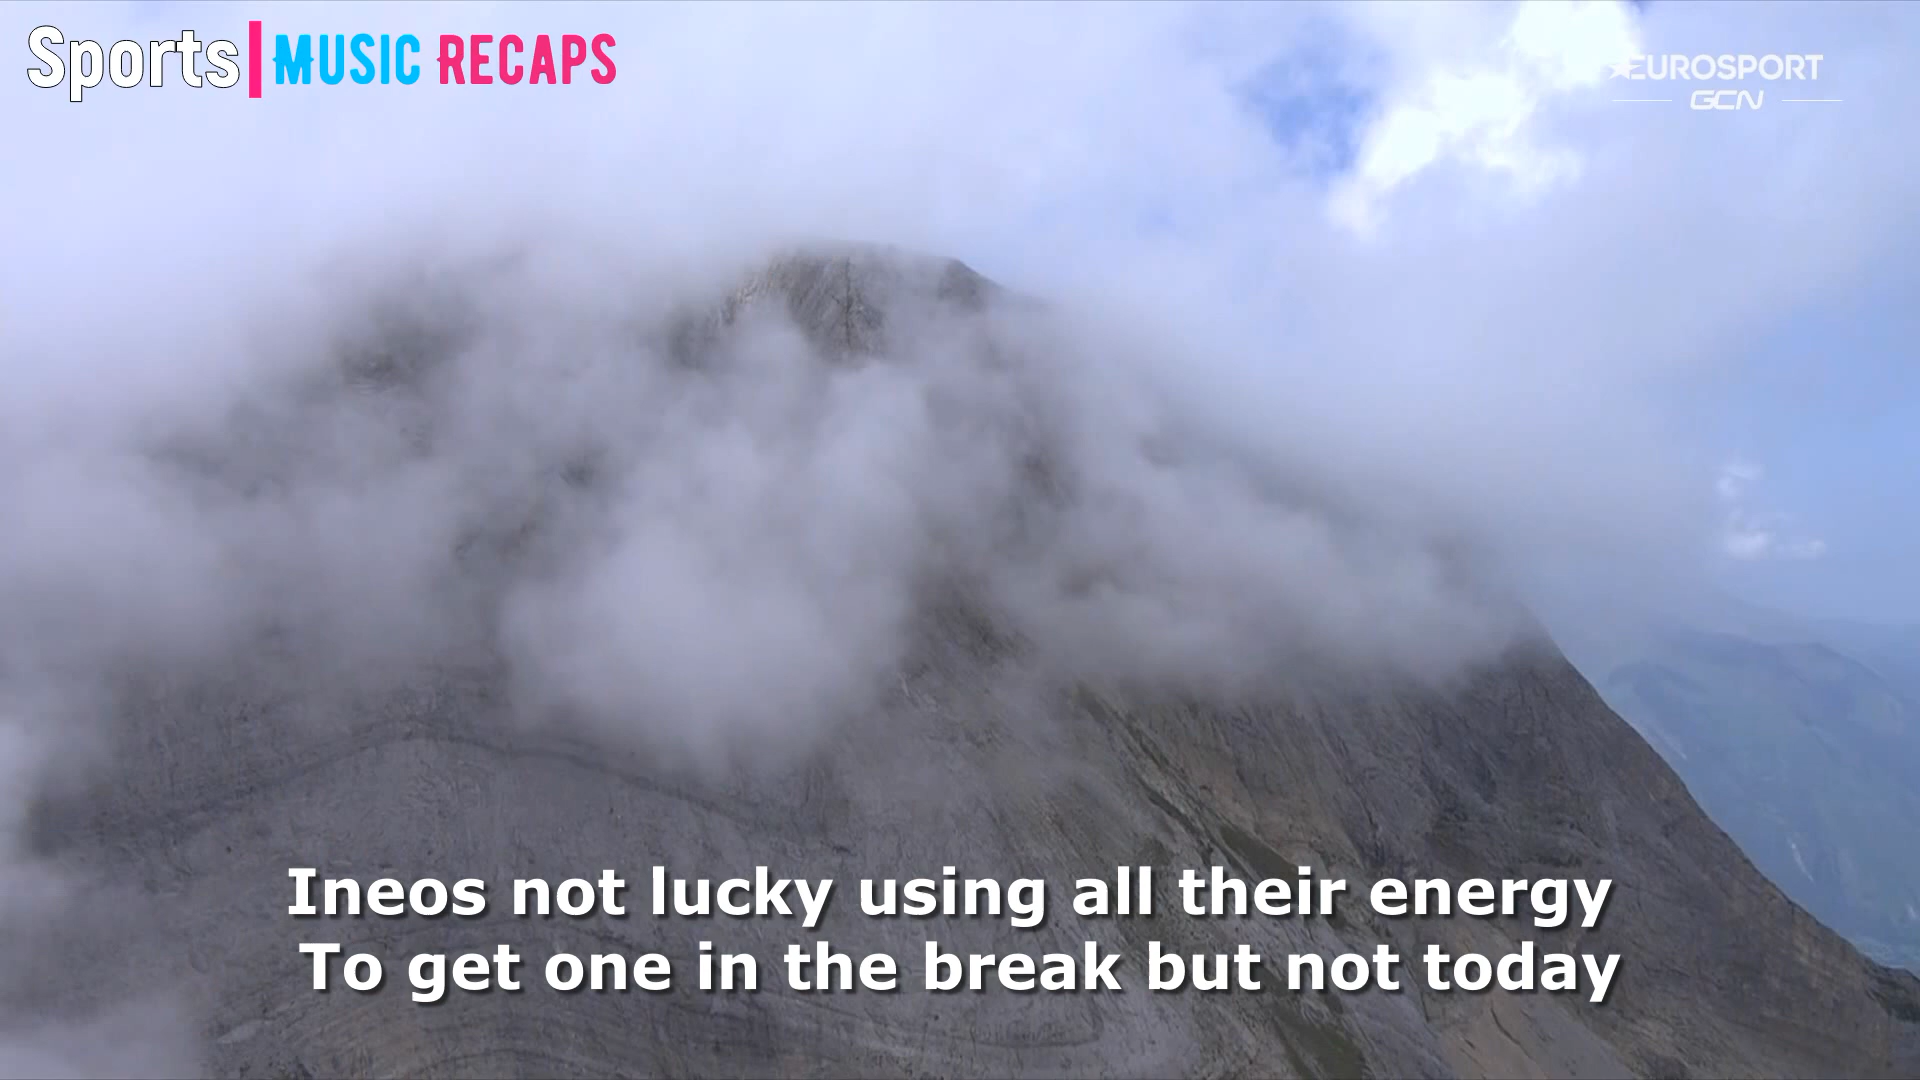 Sports|MUSIC RECAPS
EUROSPORT
GCN
Ineos not lucky using all their energy
To get one in the break but not today